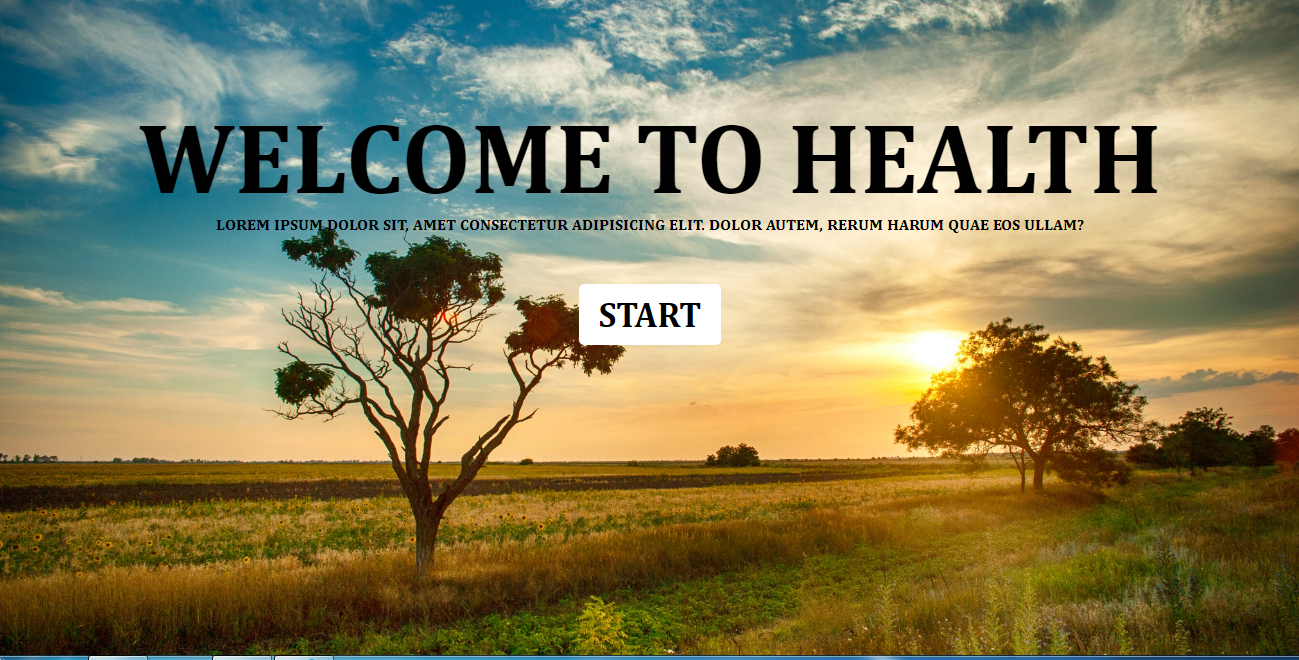 WELCOME TO HEALTH
LOREM IPSUM DOLOR SIT, AMET CONSECTETUR ADIPISICING ELIT. DOLOR AUTEM, RERUM HARUM QUAE EOS ULLAM?
START